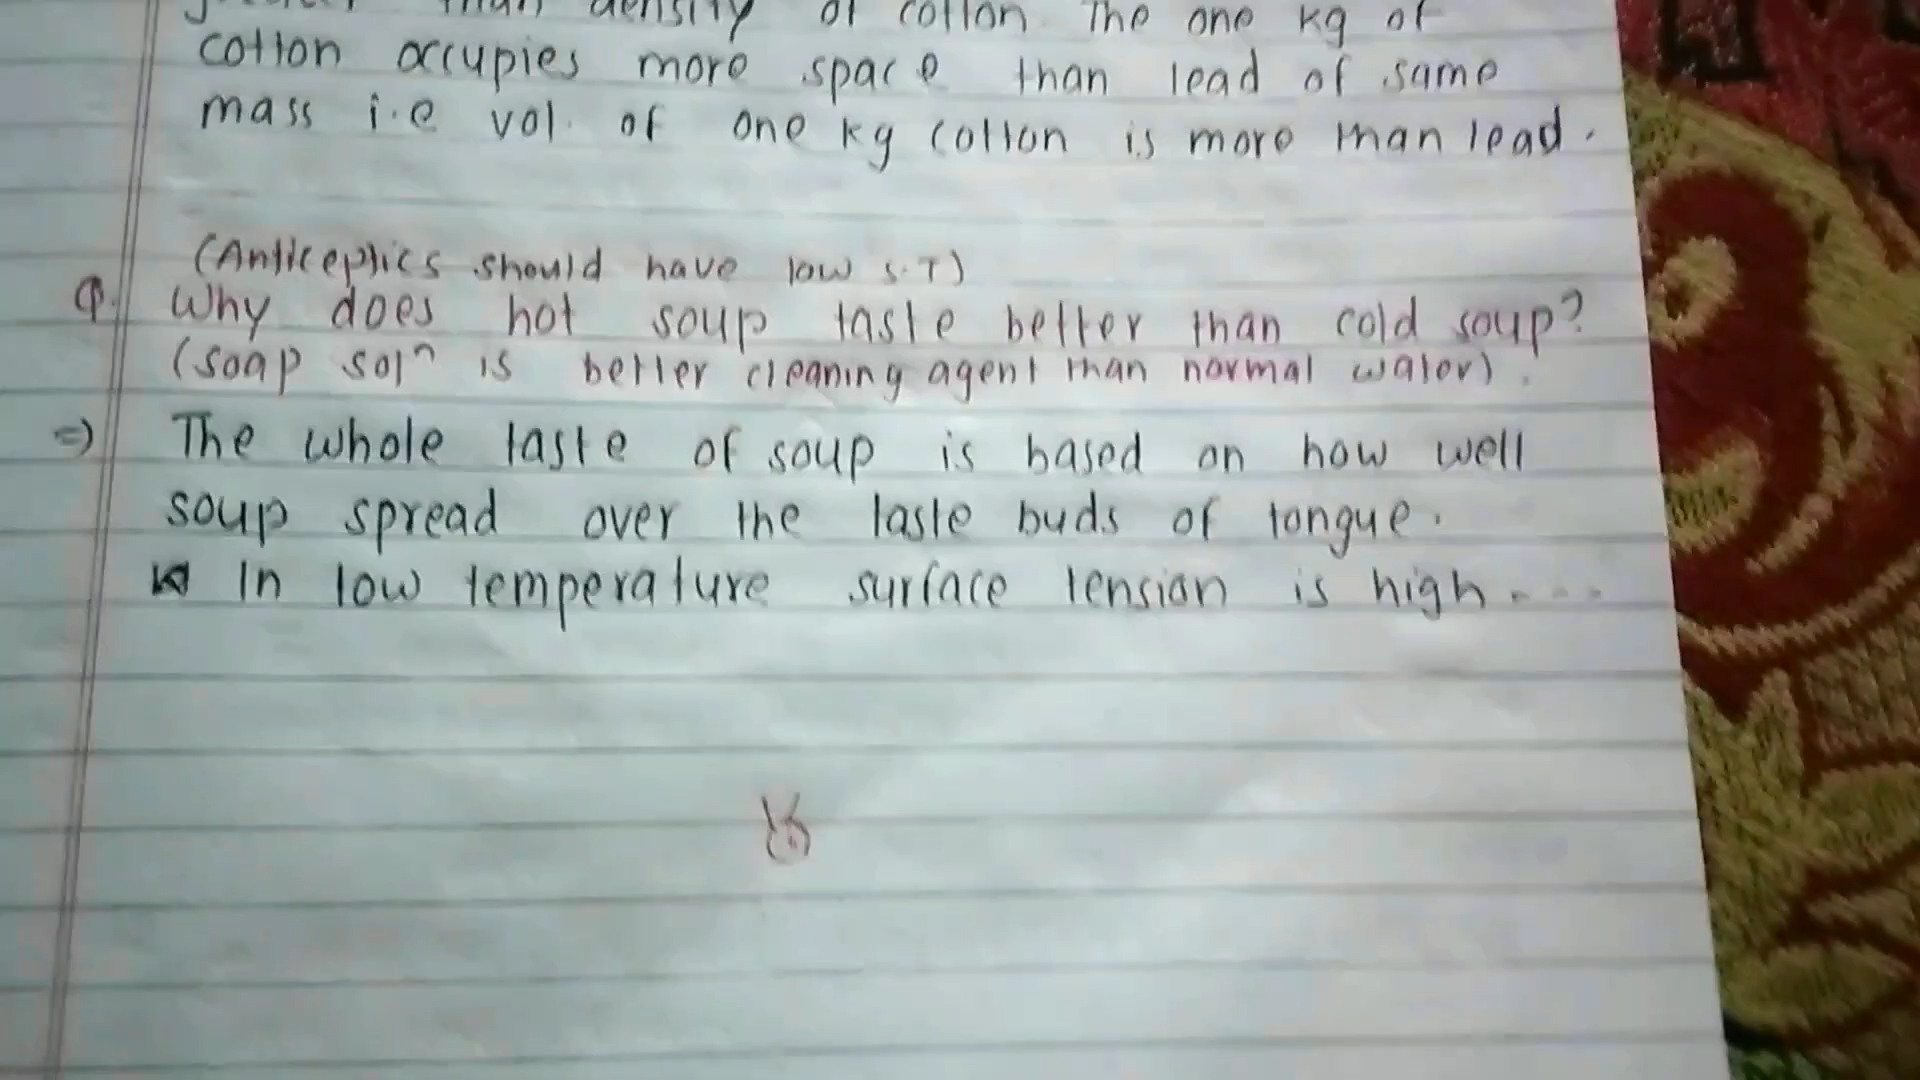 greater than density of cotton. The one kg of
cotton occupies more space than lead of same
mass i.e vol. of one kg cotton is more than lead.
(Anticeptics should have low S.T)
Q. Why does hot soup taste better than cold soup?
(soap solⁿ is better cleaning agent than normal water).
=) The whole taste of soup is based on how well
soup spread over the taste buds of tongue.
In low temperature surface tension is high....